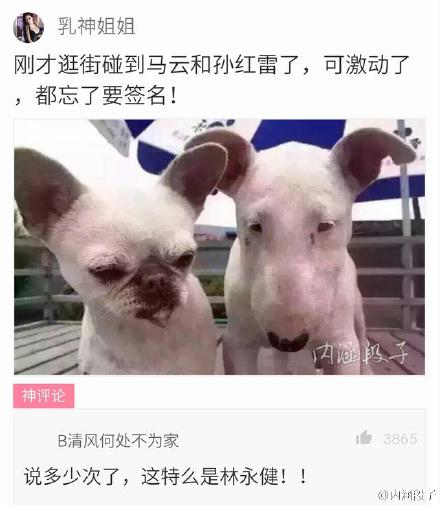 乳神姐姐
刚才逛街碰到马云和孙红雷了，可激动了
，都忘了要签名！
内涵段子
神评论
B清风何处不为家
3865
说多少次了，这特么是林永健！！
@内涵段子